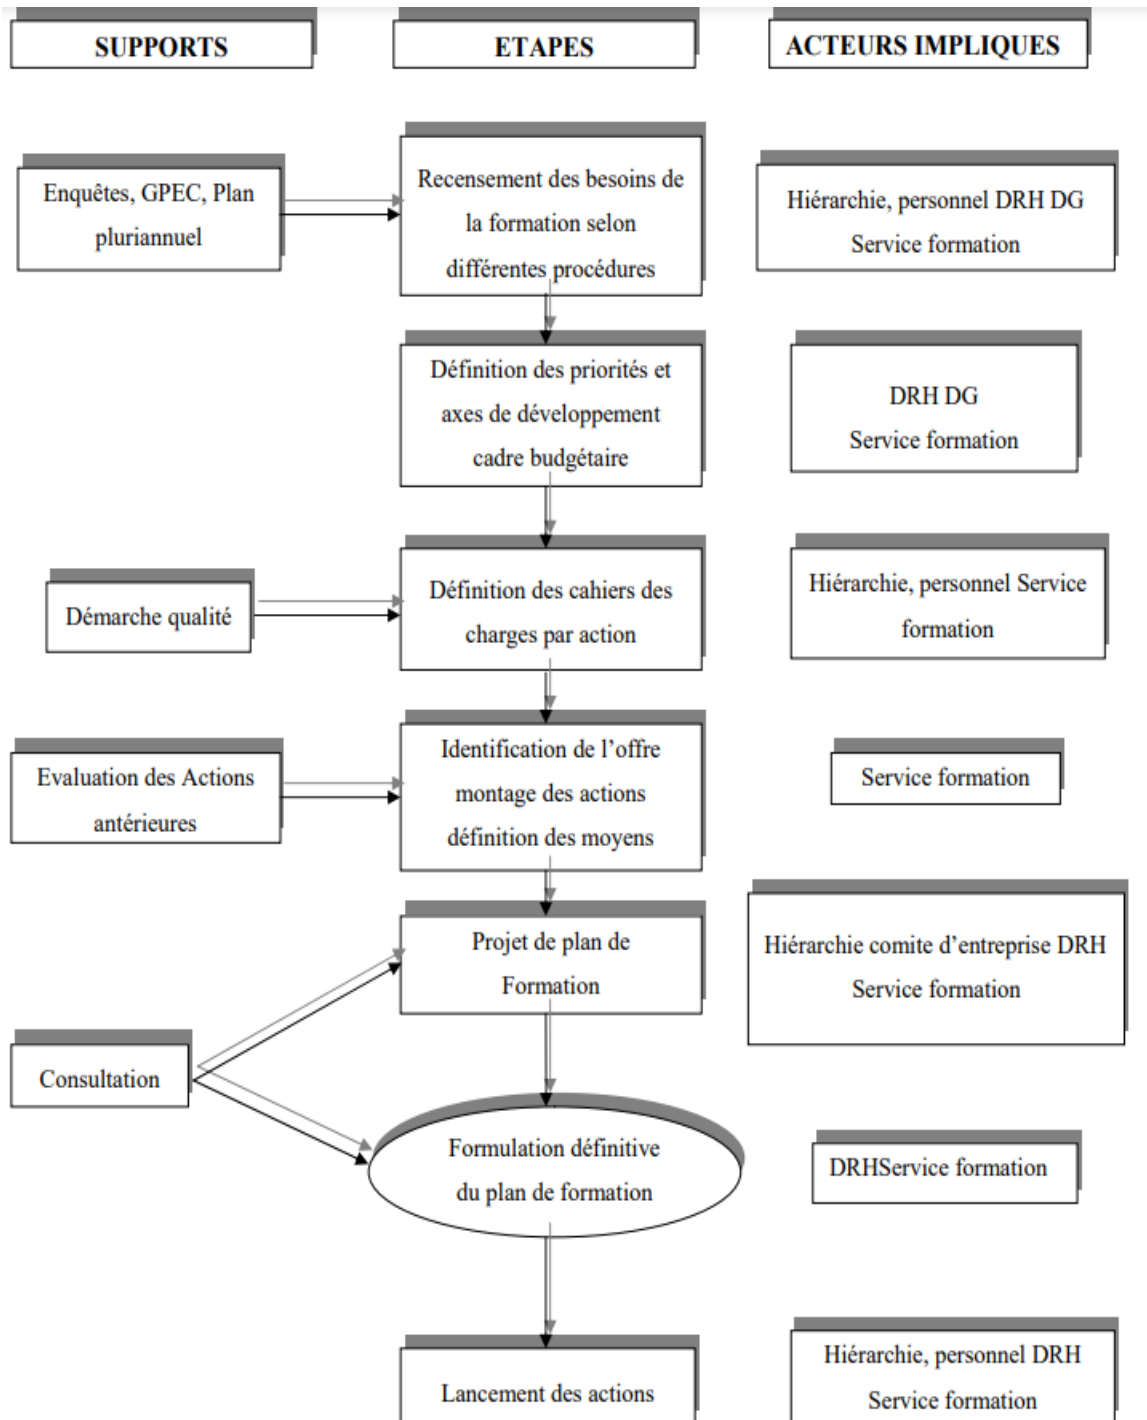 SUPPORTS
ETAPES
ACTEURS IMPLIQUES
Enquêtes, GPEC, Plan
pluriannuel
Recensement des besoins de
la formation selon
différentes procédures
Hiérarchie, personnel DRH DG
Service formation
Définition des priorités et
axes de développement
cadre budgétaire
DRH DG
Service formation
Démarche qualité
Définition des cahiers des
charges par action
Hiérarchie, personnel Service
formation
Evaluation des Actions
antérieures
Identification de l’offre
montage des actions
définition des moyens
Service formation
Projet de plan de
Formation
Hiérarchie comite d’entreprise DRH
Service formation
Consultation
Formulation définitive
du plan de formation
DRHService formation
Lancement des actions
Hiérarchie, personnel DRH
Service formation